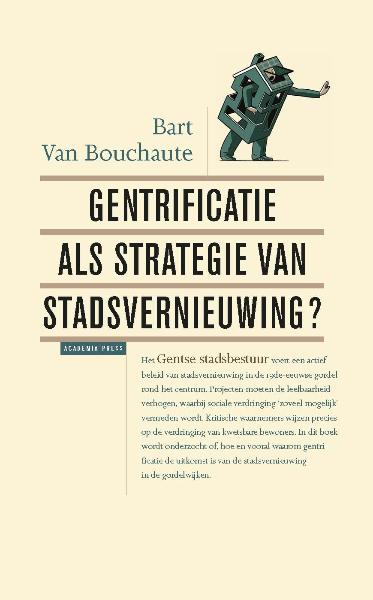 Bart
Van Bouchaute
GENTRIFICATIE
ALS STRATEGIE VAN
STADSVERNIEUWING?
ACADEMIA PRESS
Het Gentse stadsbestuur voert een actief
beleid van stadsvernieuwing in de 19de-eeuwse gordel
rond het centrum. Projecten moeten de leefbaarheid
verhogen, waarbij sociale verdringing 'zoveel mogelijk'
vermeden wordt. Kritische waarnemers wijzen precies
op de verdringing van kwetsbare bewoners. In dit boek
wordt onderzocht of, hoe en vooral waarom gentri
ficatie de uitkomst is van de stadsvernieuwing
in de gordelwijken.